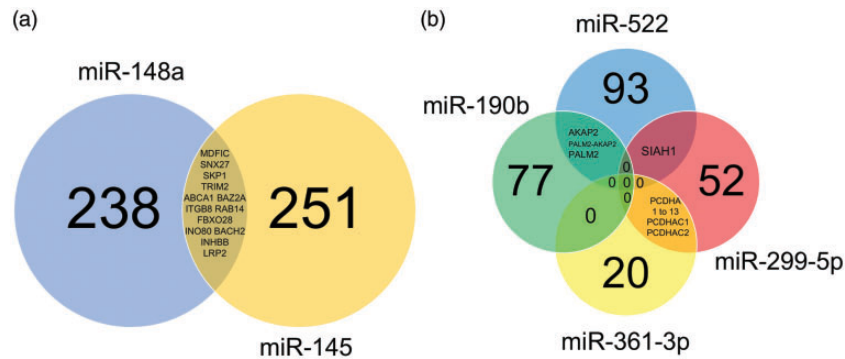 (a)
miR-148a
238
MDFIC
SNX27
SKP1
TRIM2
ABCA1 BAZ2A
ITGB8 RAB14
FBXO28
INO80 BACH2
INHBB
LRP2
251
miR-145
(b)
miR-522
93
miR-190b
AKAP2
PALM2-AKAP2
PALM2
SIAH1
77
0
0 0 0
0
52
0
PCDHA
1 to 13
PCDHAC1
PCDHAC2
20
miR-299-5p
miR-361-3p